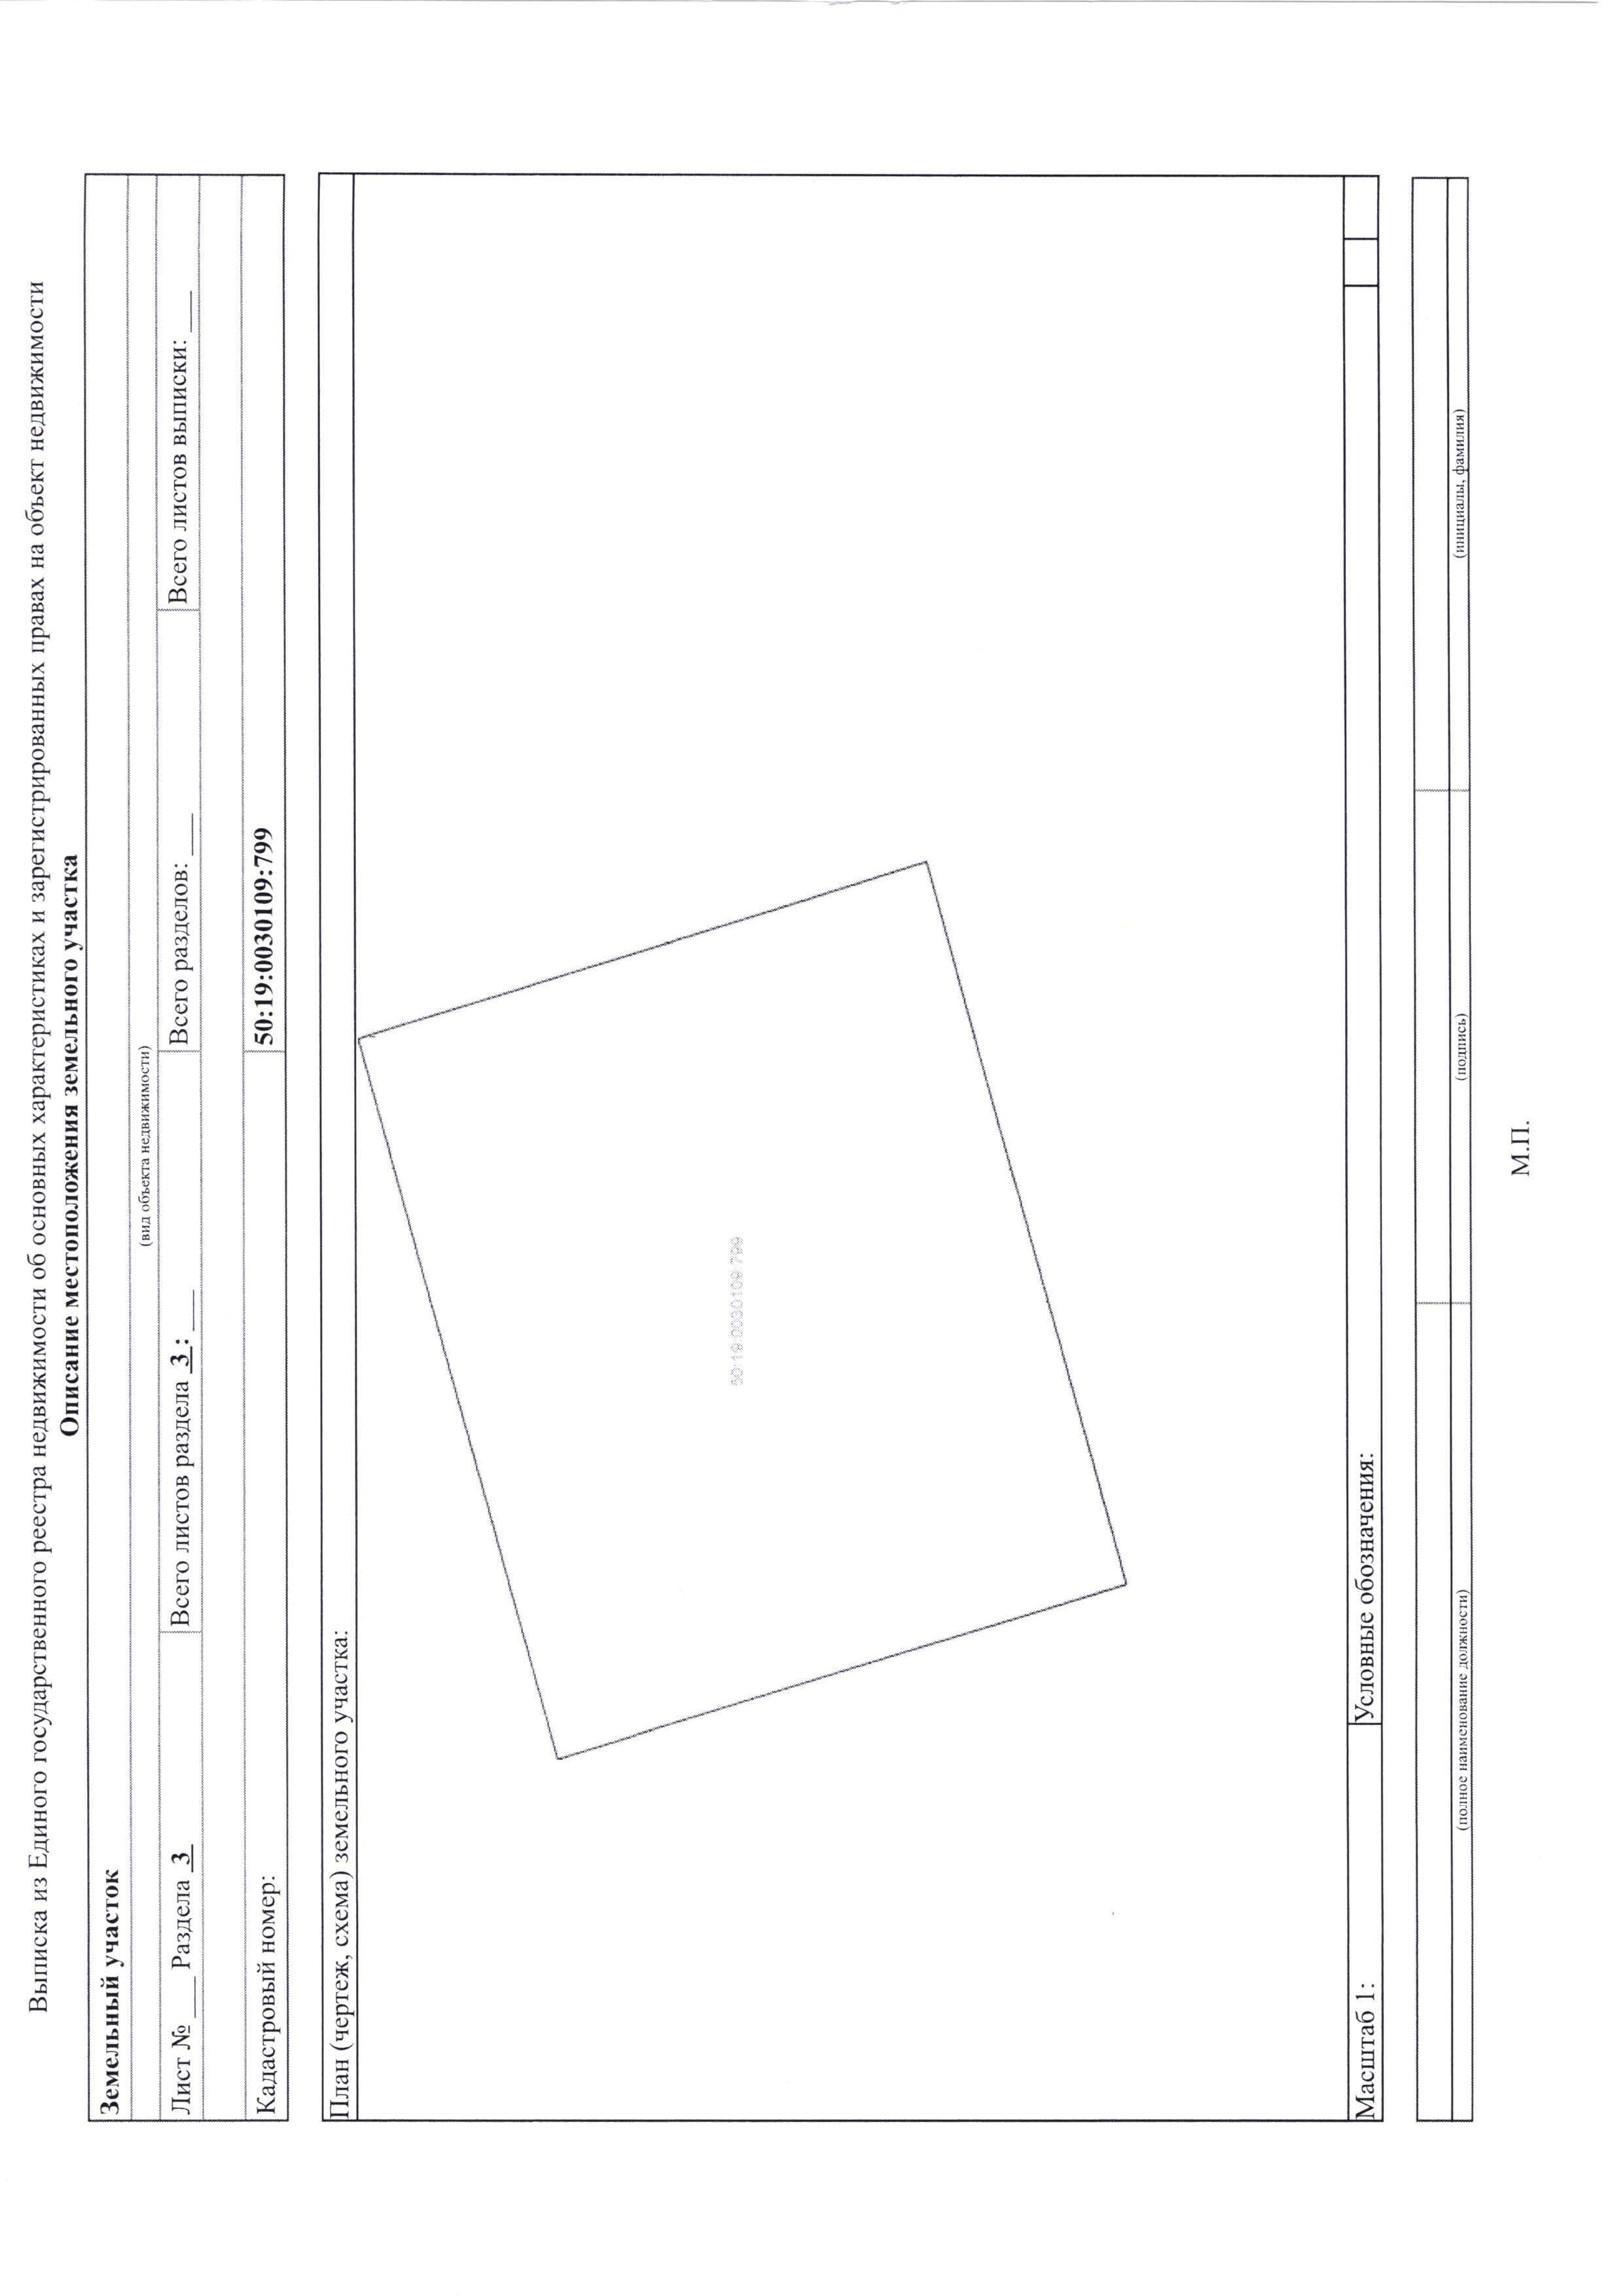 Выписка из Единого государственного реестра недвижимости об основных характеристиках и зарегистрированных правах на объект недвижимости
Описание местоположения земельного участка
Земельный участок
(вид объекта недвижимости)
Лист № ___ Раздела 3 Всего листов раздела 3 : ___ Всего разделов: ___ Всего листов выписки: ___
Кадастровый номер: 50:19:0030109:799
План (чертеж, схема) земельного участка:
50:19:0030109:799
Масштаб 1: Условные обозначения:
(полное наименование должности) (подпись) (инициалы, фамилия)
М.П.